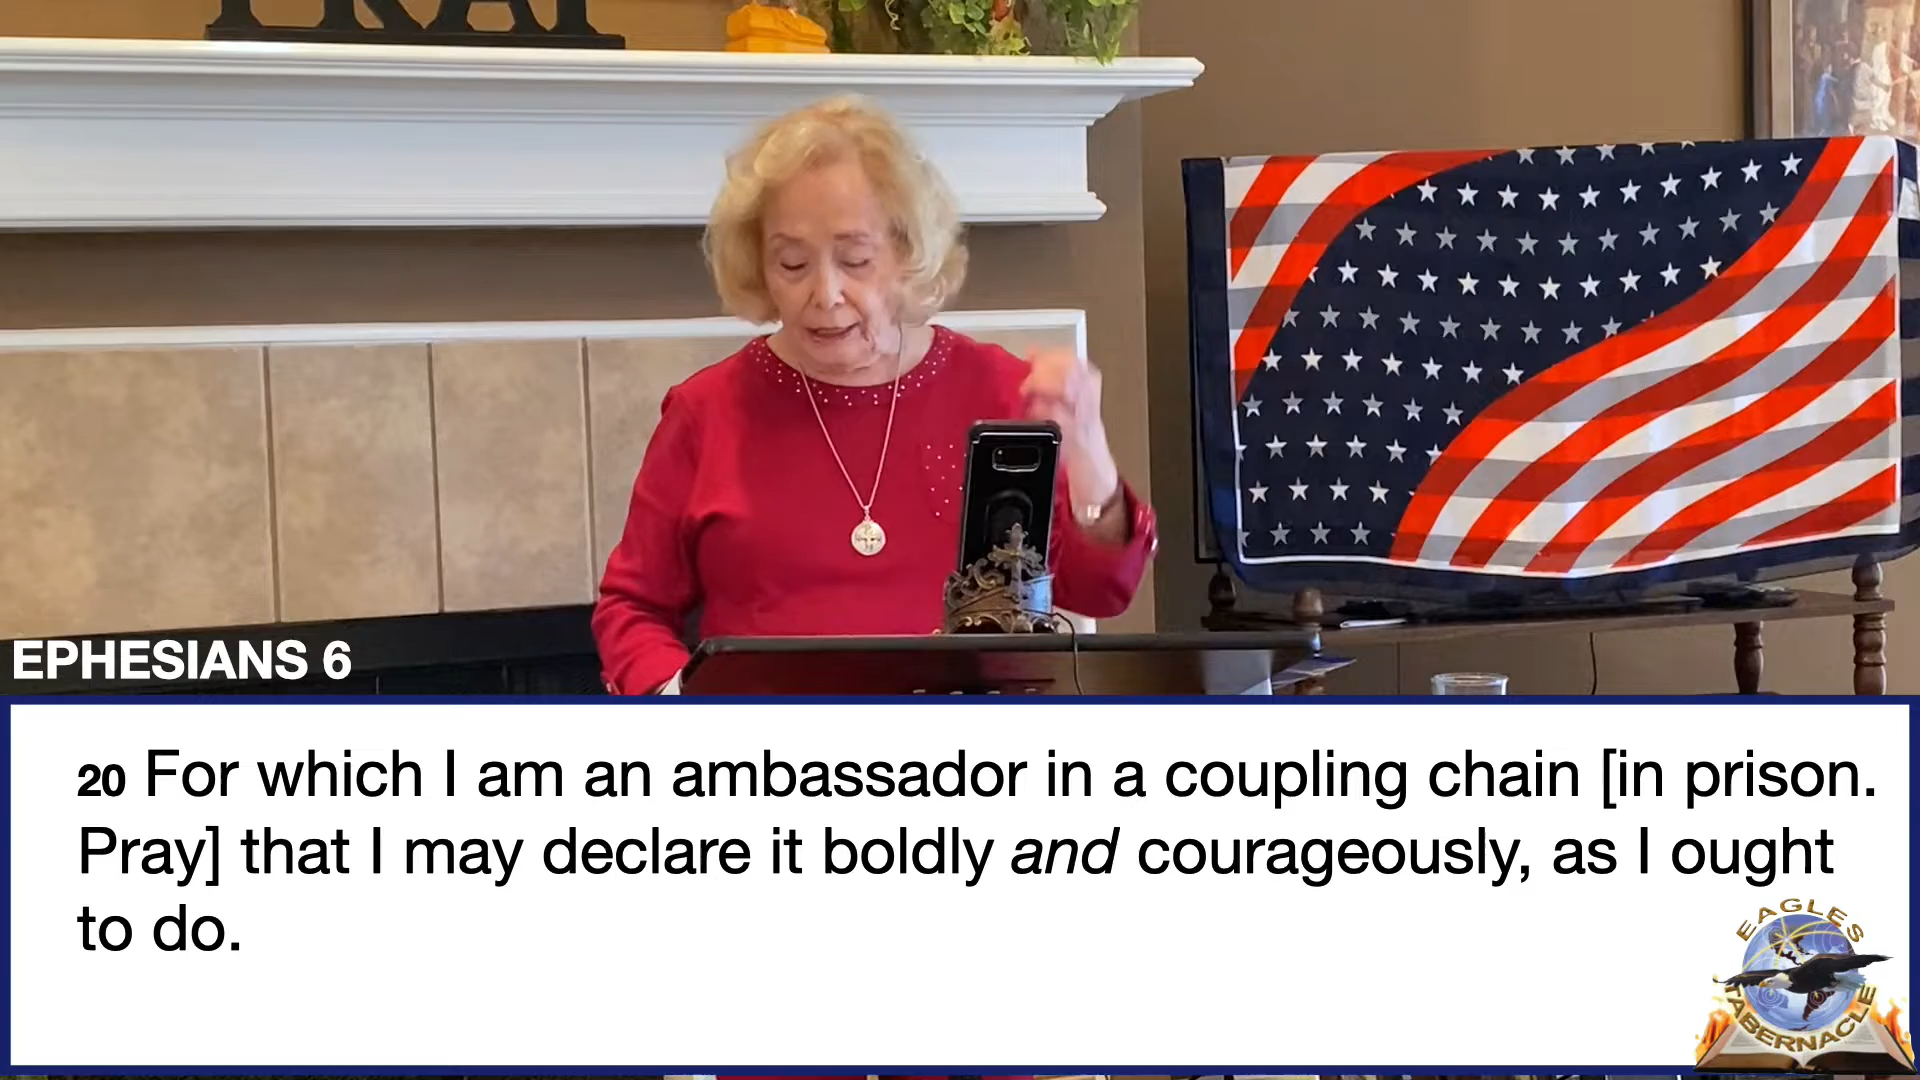 PRAY
EPHESIANS 6
20 For which I am an ambassador in a coupling chain [in prison.
Pray] that I may declare it boldly and courageously, as I ought
to do.
EAGLES
TABERNACLE